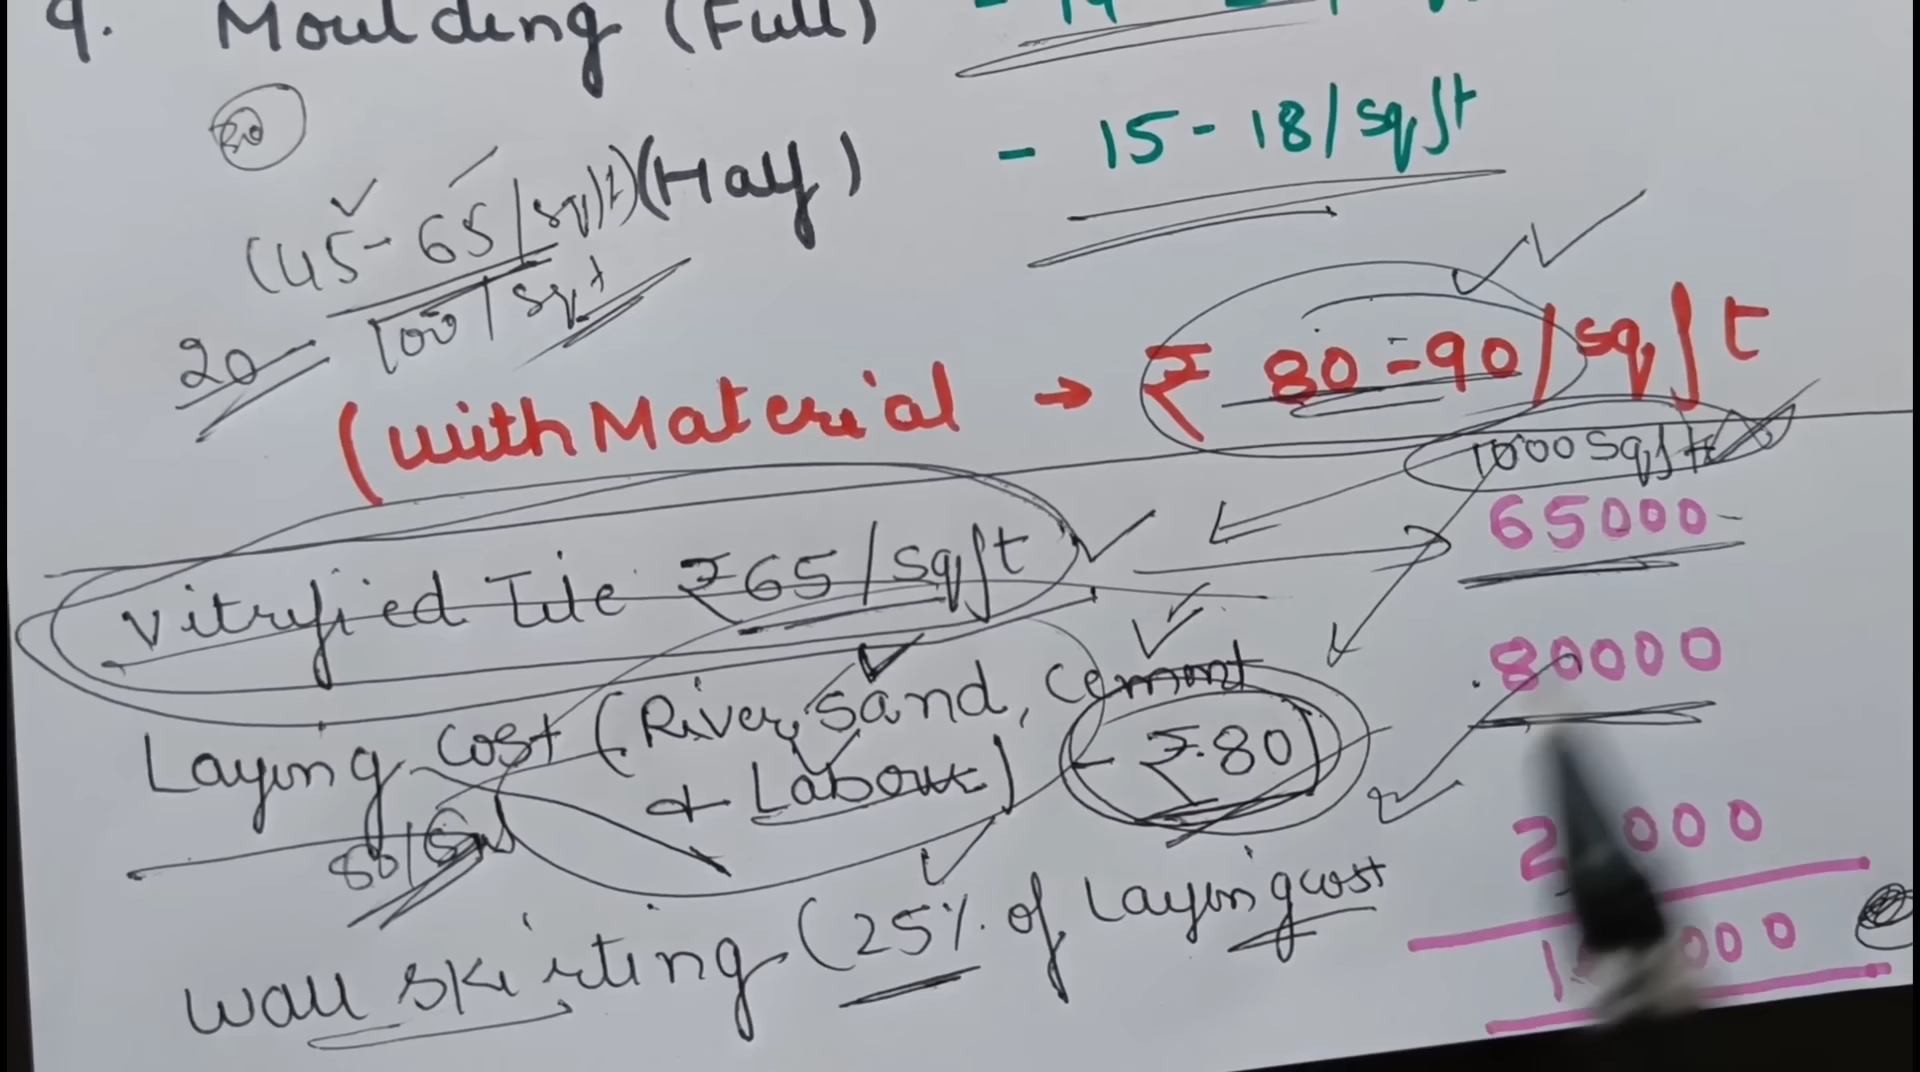 9. Moulding (Full)
(Half) - 15-18/sqft
(45-65/sqft)
100/sqft
20
(with Material → ₹ 80-90/sqft
1000 Sqft
Vitrified Tile ₹65/sqft
65000
Laying cost (River sand, cement
& Labour) - ₹.80
80000
80/
000
Wall skirting (25% of Laying cost